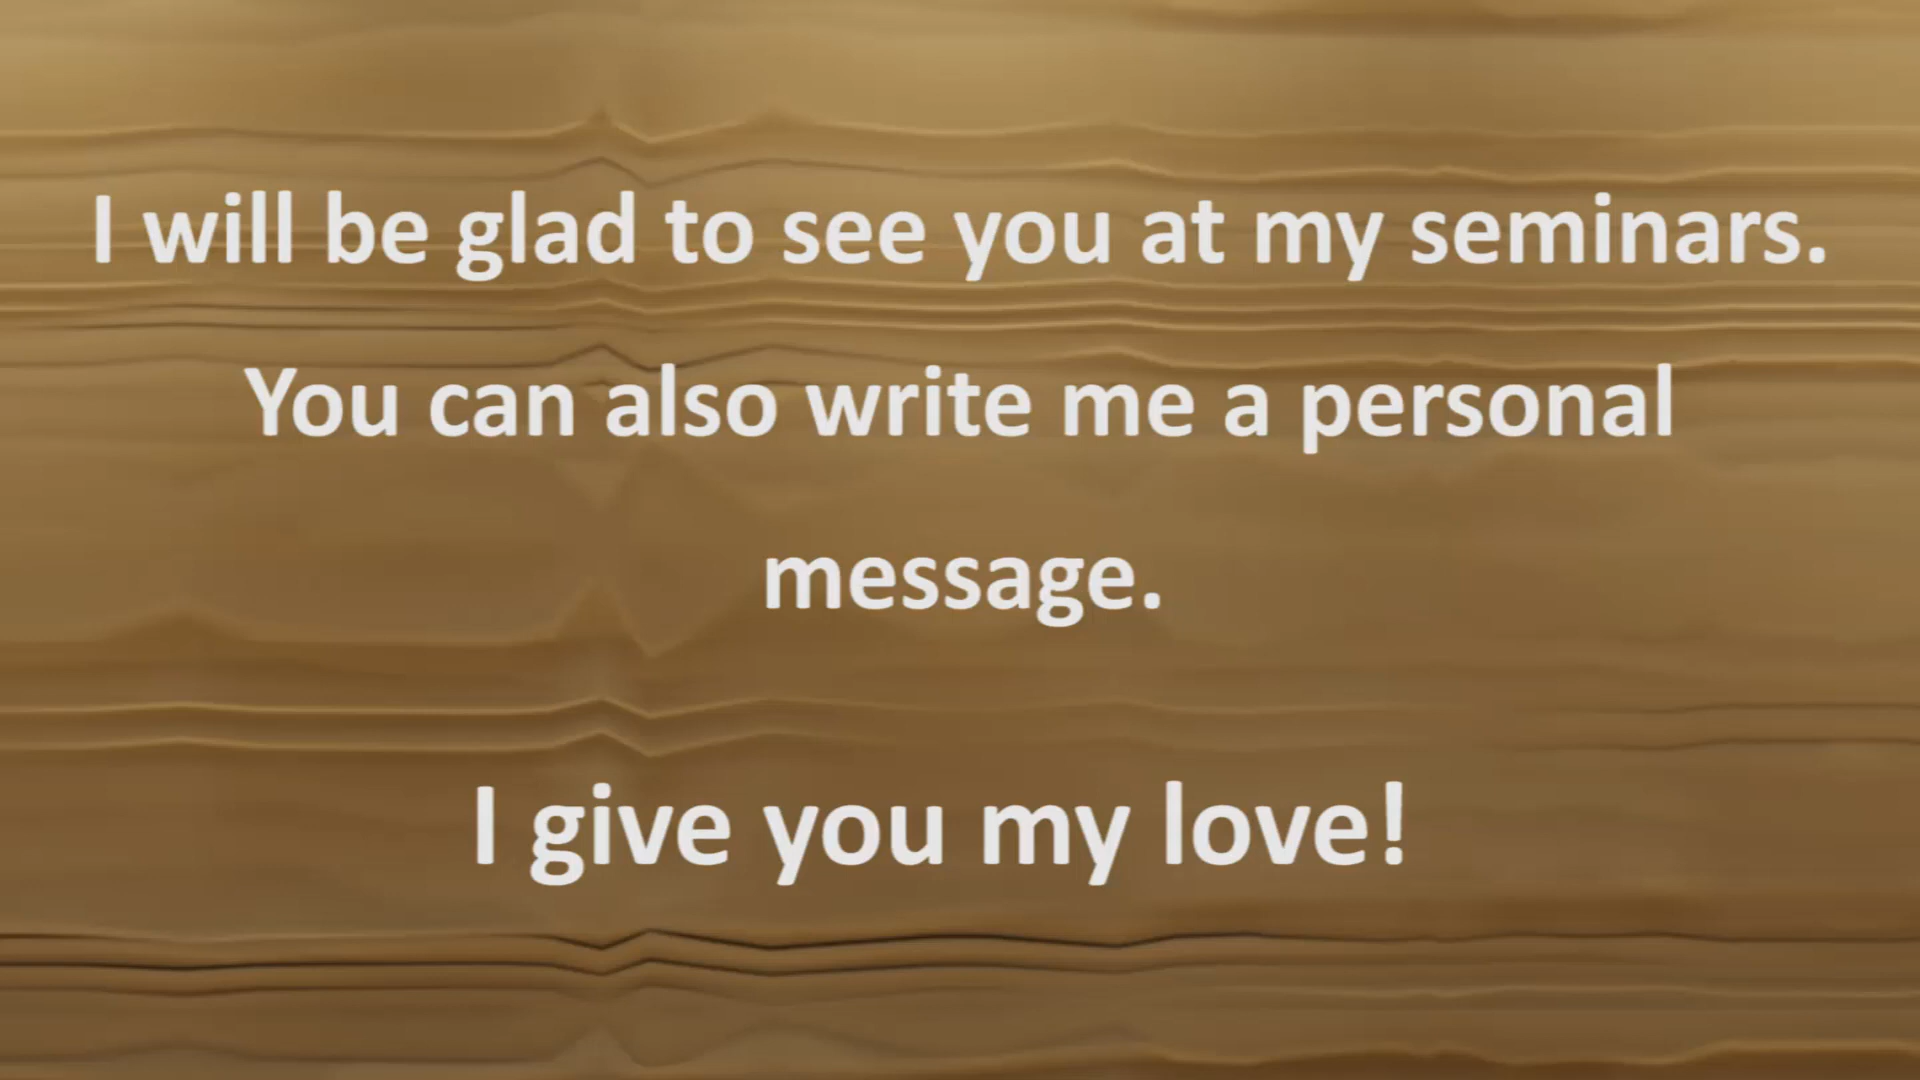 I will be glad to see you at my seminars.
You can also write me a personal
message.
I give you my love!